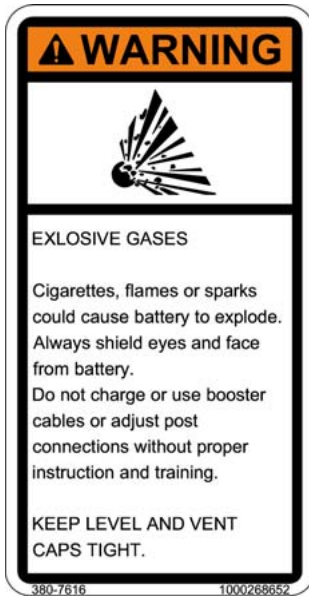 WARNING
EXLOSIVE GASES
Cigarettes, flames or sparks
could cause battery to explode.
Always shield eyes and face
from battery.
Do not charge or use booster
cables or adjust post
connections without proper
instruction and training.
KEEP LEVEL AND VENT
CAPS TIGHT.
380-7616 1000268652